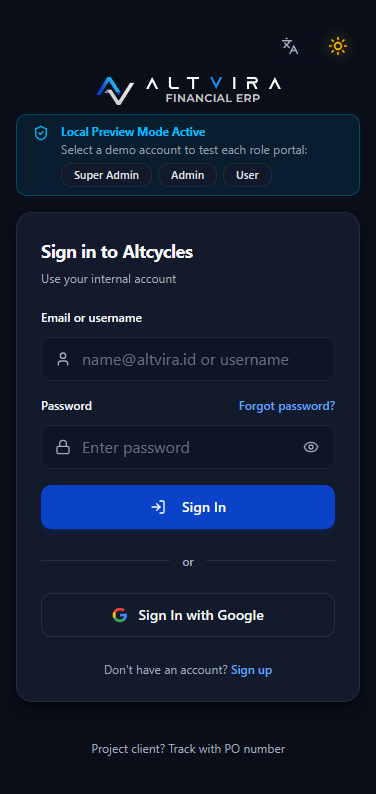 ALTVIRA
FINANCIAL ERP
Local Preview Mode Active
Select a demo account to test each role portal:
Super Admin Admin User
Sign in to Altcycles
Use your internal account
Email or username
name@altvira.id or username
Password Forgot password?
Enter password
Sign In
or
Sign In with Google
Don't have an account? Sign up
Project client? Track with PO number